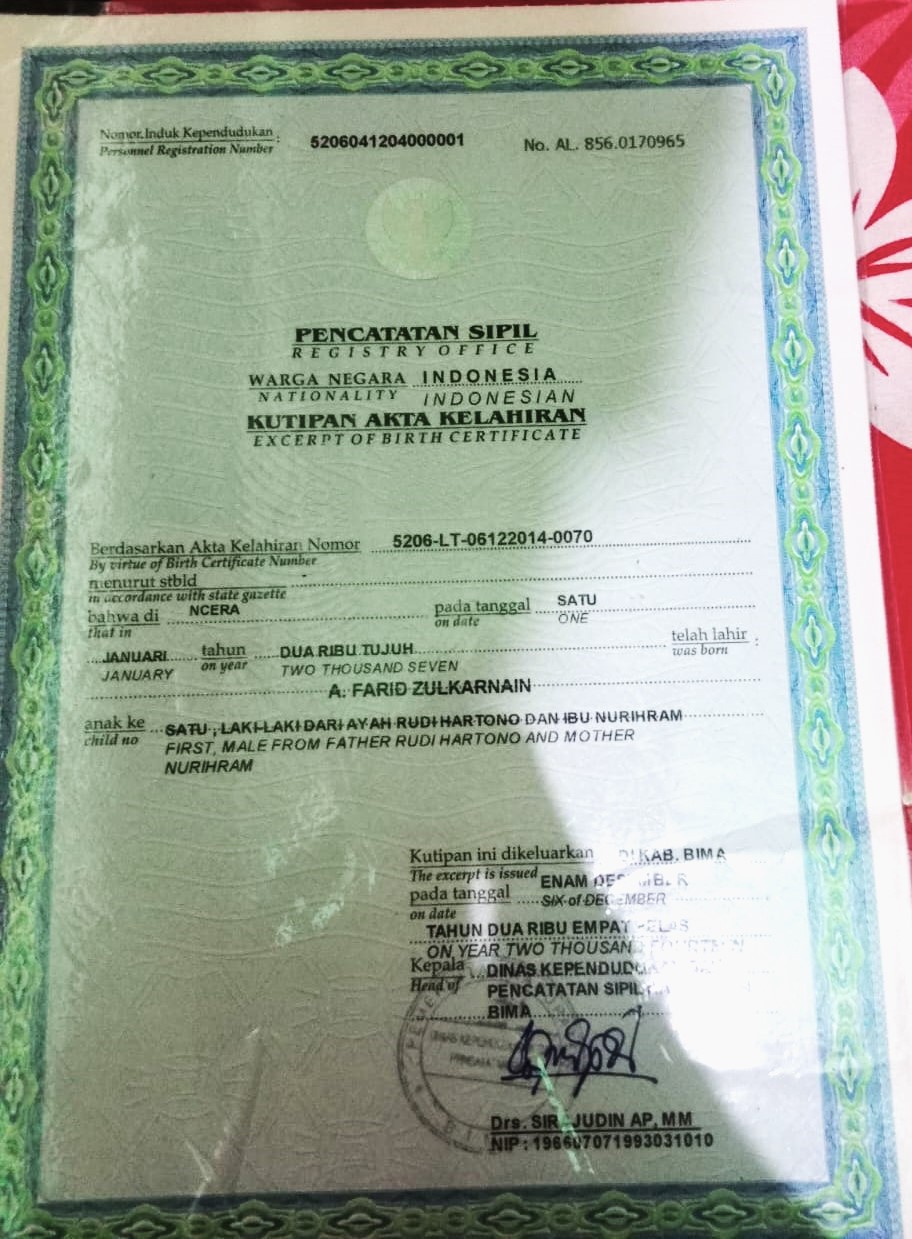 Nomor Induk Kependudukan : 5206041204000001 No. AL. 856.0170965
Personnel Registration Number
PENCATATAN SIPIL
REGISTRY OFFICE
WARGA NEGARA INDONESIA
NATIONALITY INDONESIAN
KUTIPAN AKTA KELAHIRAN
EXCERPT OF BIRTH CERTIFICATE
Berdasarkan Akta Kelahiran Nomor 5206-LT-06122014-0070
By virtue of Birth Certificate Number
menurut stbld -
in accordance with state gazette
bahwa di NCERA pada tanggal SATU
that in on date ONE
JANUARI tahun DUA RIBU TUJUH telah lahir :
JANUARY on year TWO THOUSAND SEVEN was born
A. FARID ZULKARNAIN
anak ke SATU , LAKI-LAKI DARI AYAH RUDI HARTONO DAN IBU NURIHRAM
child no FIRST, MALE FROM FATHER RUDI HARTONO AND MOTHER
NURIHRAM
Kutipan ini dikeluarkan DI KAB. BIMA
The excerpt is issued ENAM DESEMBER
pada tanggal SIX of DECEMBER
on date
TAHUN DUA RIBU EMPAT BELAS
ON YEAR TWO THOUSAND FOURTEEN
Kepala DINAS
Head of PENCATATAN SIPIL
BIMA
Drs. SIRAJUDIN AP, MM
NIP : 196607071993031010